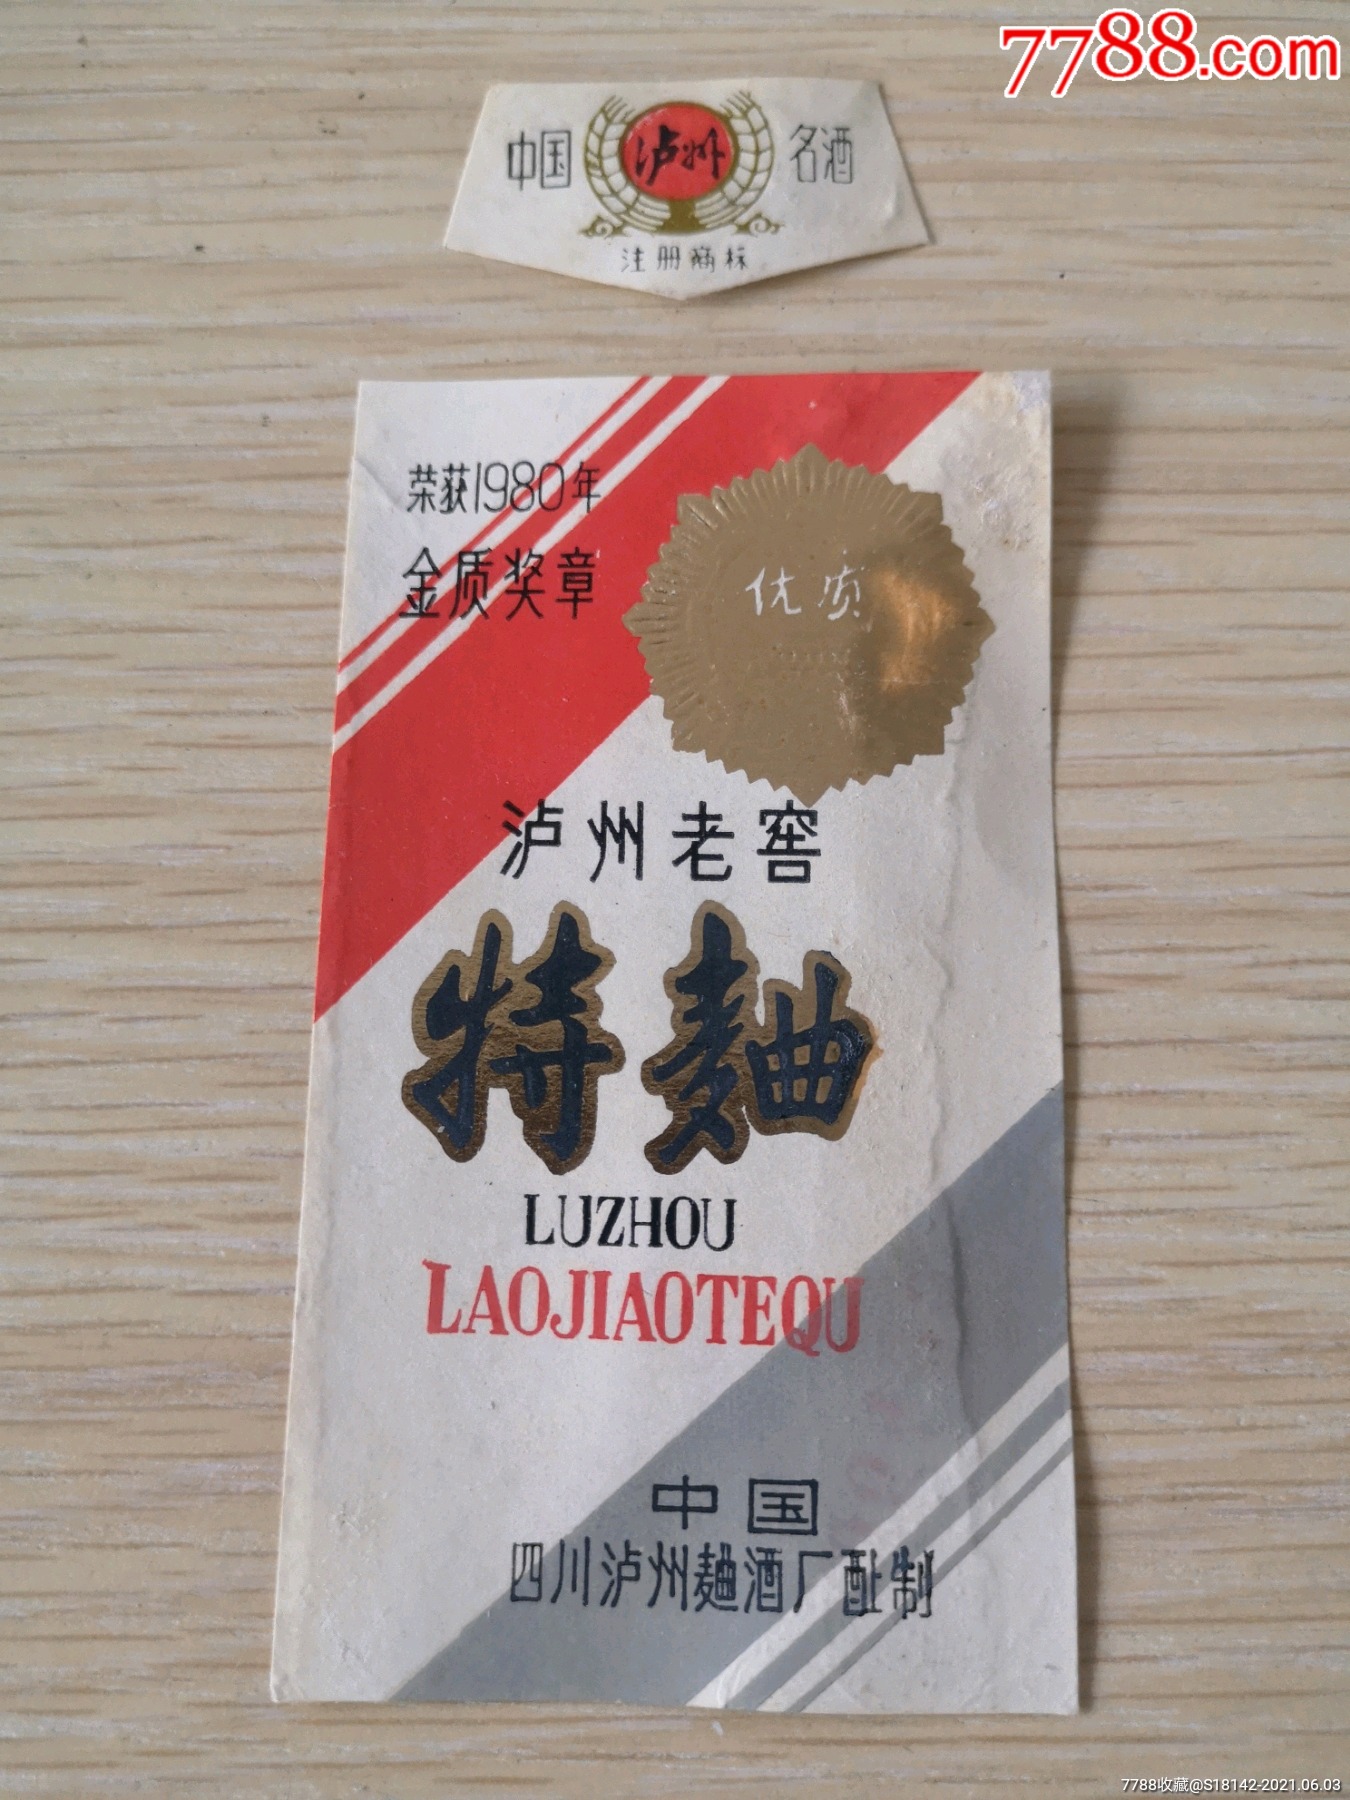 7788.com
中国 泸州 名酒
注册商标
荣获1980年
金质奖章
优质
泸州老窖
特麯
LUZHOU
LAOJIAOTEQU
中国
四川泸州麯酒厂酏制
7788收藏@S18142-2021.06.03